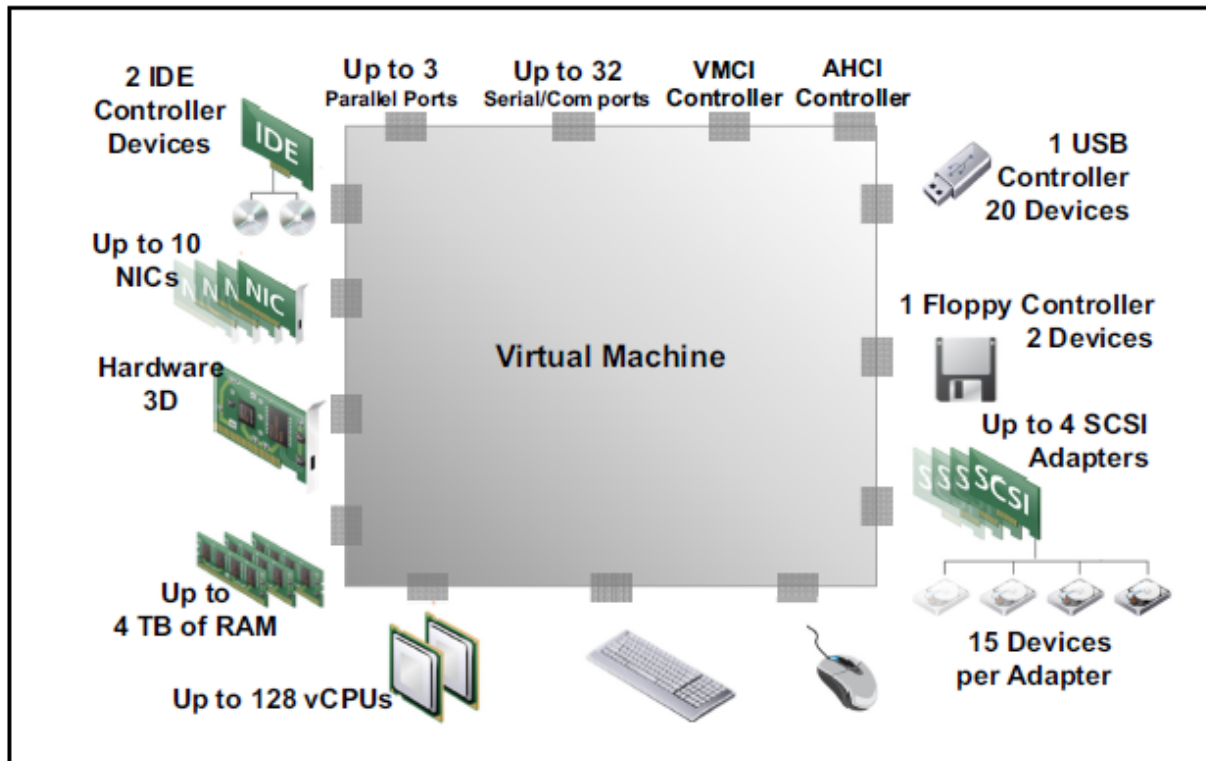 2 IDE
Controller
Devices
IDE
Up to 3
Parallel Ports
Up to 32
Serial/Com ports
VMCI
Controller
AHCI
Controller
1 USB
Controller
20 Devices
Up to 10
NICs
N N N NIC
Hardware
3D
Virtual Machine
1 Floppy Controller
2 Devices
Up to 4 SCSI
Adapters
S S S SCSI
Up to
4 TB of RAM
Up to 128 vCPUs
15 Devices
per Adapter